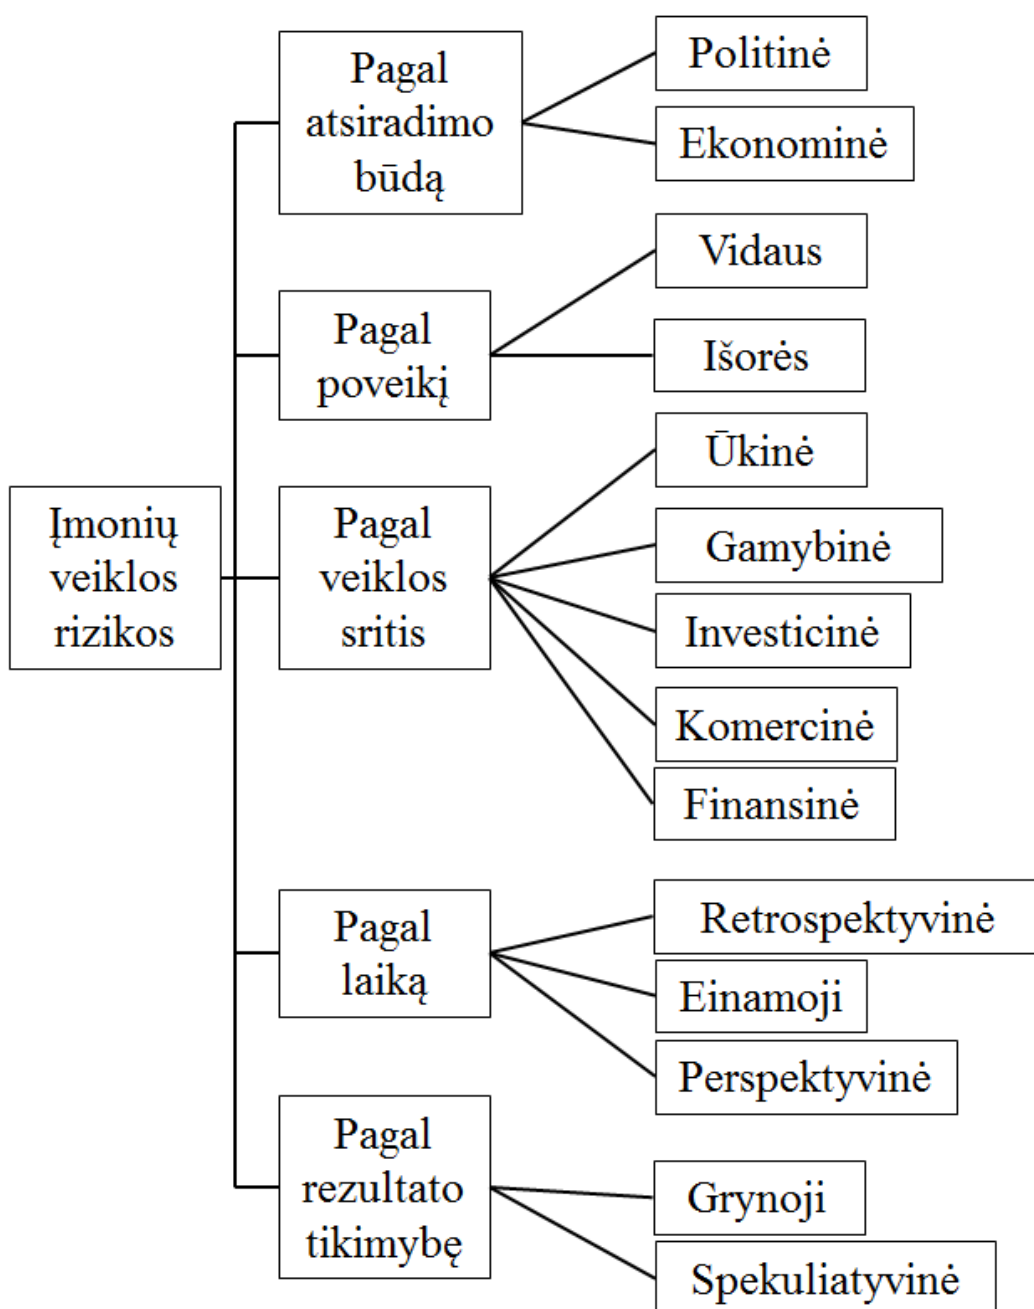 Įmonių
veiklos
rizikos
Pagal
atsiradimo
būdą
Politinė
Ekonominė
Pagal
poveikį
Vidaus
Išorės
Pagal
veiklos
sritis
Ūkinė
Gamybinė
Investicinė
Komercinė
Finansinė
Pagal
laiką
Retrospektyvinė
Einamoji
Perspektyvinė
Pagal
rezultato
tikimybę
Grynoji
Spekuliatyvinė